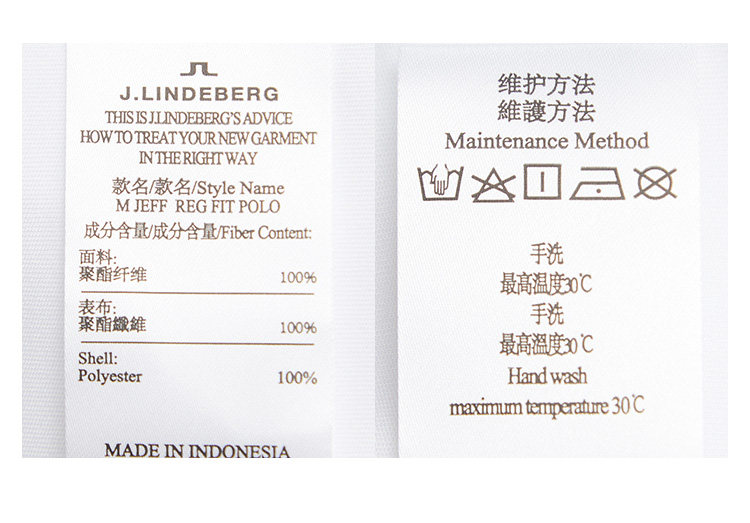 J.LINDEBERG
THIS IS J.LINDEBERG'S ADVICE
HOW TO TREAT YOUR NEW GARMENT
IN THE RIGHT WAY
款名/款名/Style Name
M JEFF REG FIT POLO
成分含量/成分含量/Fiber Content:
面料:
聚酯纤维 100%
表布:
聚酯纖維 100%
Shell:
Polyester 100%
MADE IN INDONESIA
维护方法
維護方法
Maintenance Method
手洗
最高温度30℃
手洗
最高溫度30℃
Hand wash
maximum temperature 30℃